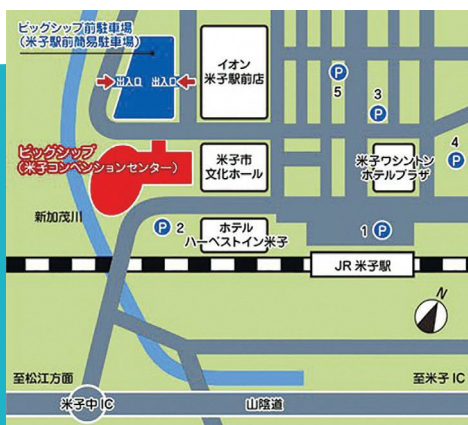 ビッグシップ前駐車場
(米子駅前簡易駐車場)
出入口 出入口
イオン
米子駅前店
P
5
3
P
4
P
ビッグシップ
(米子コンベンションセンター)
米子市
文化ホール
米子ワシントン
ホテルプラザ
新加茂川
P 2
ホテル
ハーベストイン米子
1 P
JR 米子駅
N
至松江方面
至米子IC
米子中IC
山陰道